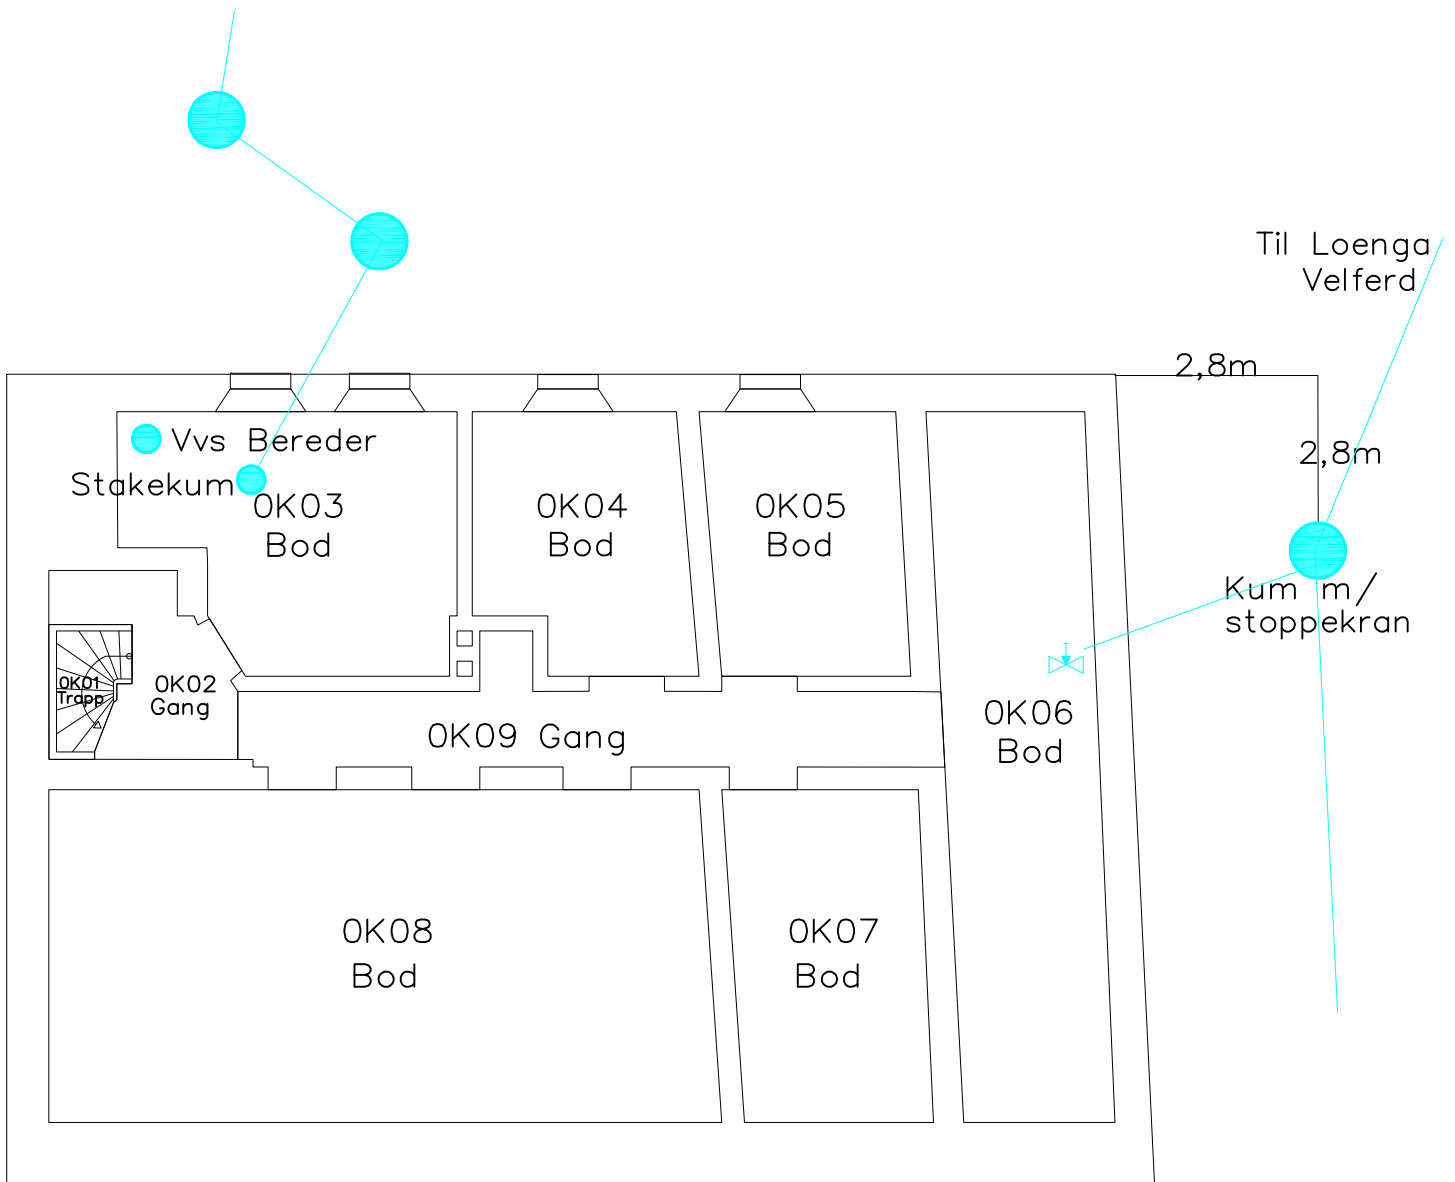 Til Loenga
Velferd
2,8m
2,8m
Vvs Bereder
Stakekum
0K03
Bod
0K04
Bod
0K05
Bod
Kum m/
stoppekran
0K01
Trapp
0K02
Gang
0K09 Gang
0K06
Bod
0K08
Bod
0K07
Bod